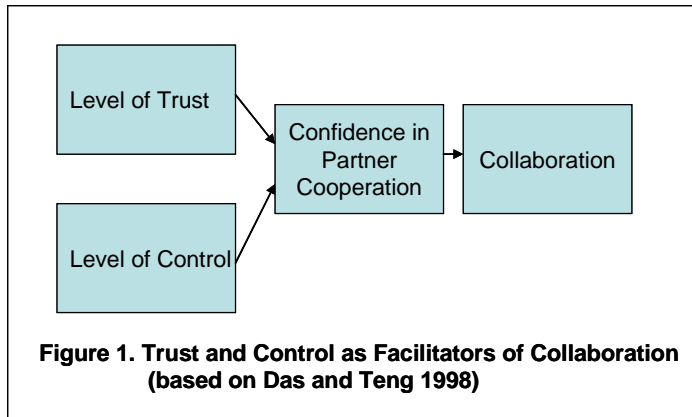 Level of Trust
Confidence in
Partner
Cooperation
Collaboration
Level of Control
Figure 1. Trust and Control as Facilitators of Collaboration
(based on Das and Teng 1998)